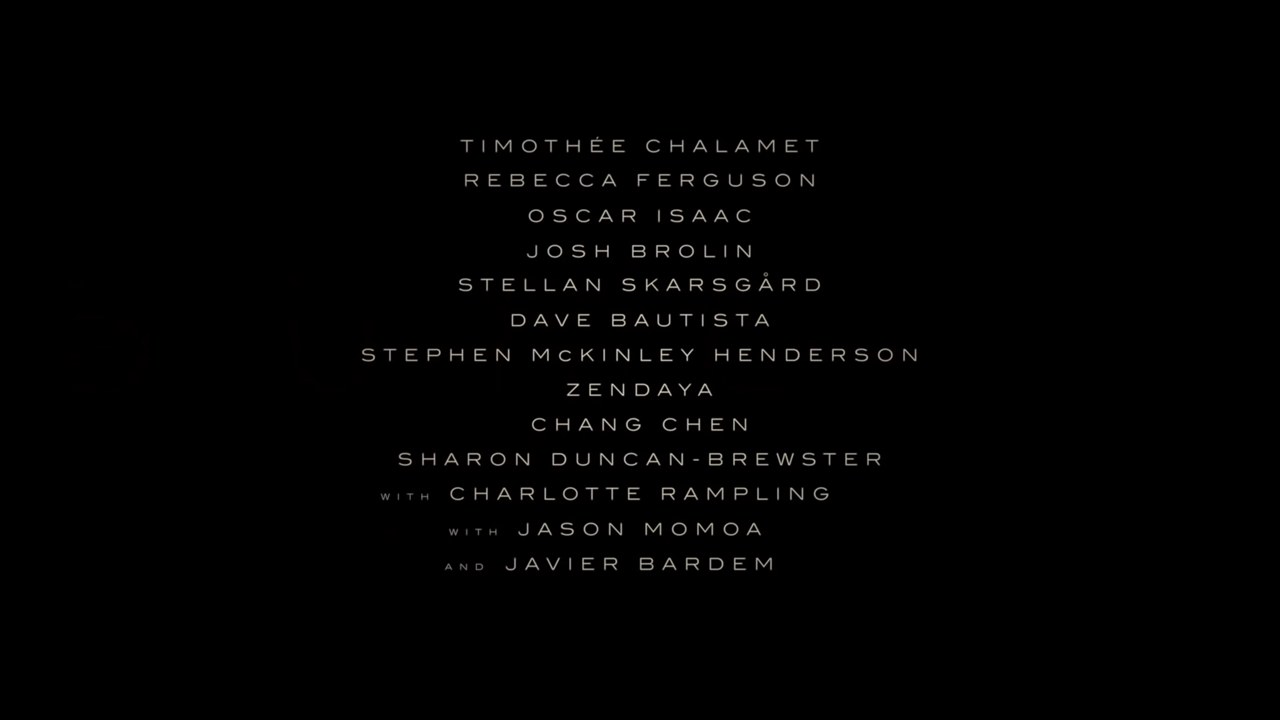 TIMOTHÉE CHALAMET
REBECCA FERGUSON
OSCAR ISAAC
JOSH BROLIN
STELLAN SKARSGÅRD
DAVE BAUTISTA
STEPHEN McKINLEY HENDERSON
ZENDAYA
CHANG CHEN
SHARON DUNCAN-BREWSTER
WITH CHARLOTTE RAMPLING
WITH JASON MOMOA
AND JAVIER BARDEM